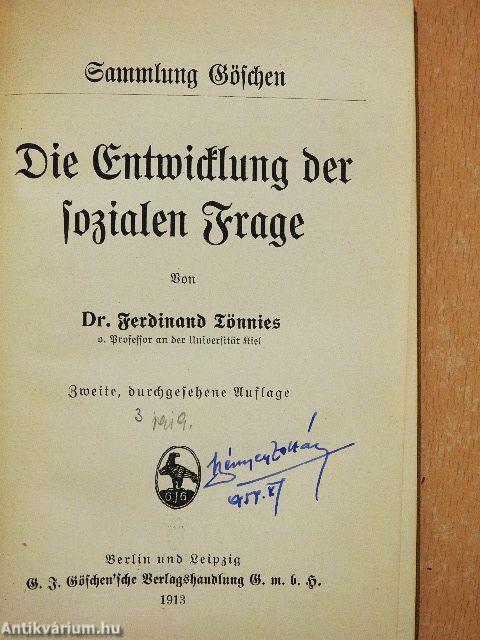 Sammlung Göschen
Die Entwicklung der
sozialen Frage
Von
Dr. Ferdinand Tönnies
o. Professor an der Universität Kiel
Zweite, durchgesehene Auflage
3
GJG
Berlin und Leipzig
G. J. Göschen'sche Verlagshandlung G. m. b. H.
1913
Antikvárium.hu